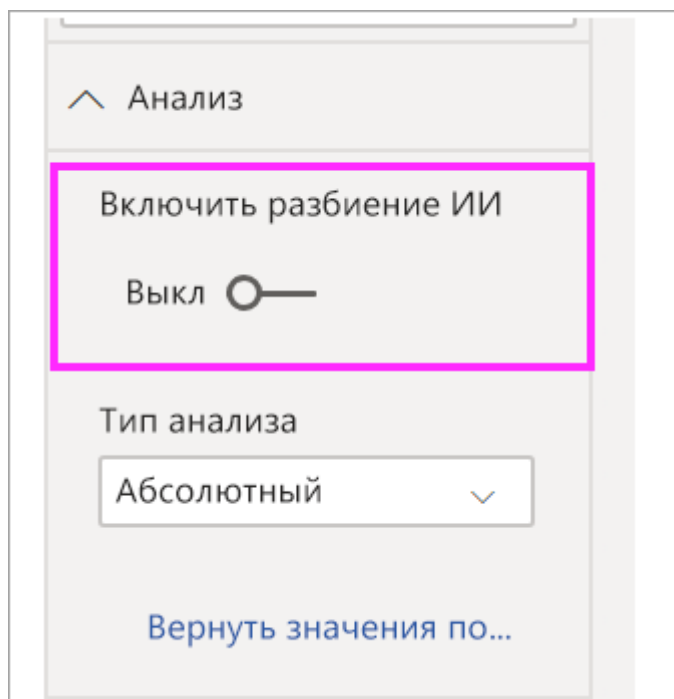 Анализ
Включить разбиение ИИ
Выкл
Тип анализа
Абсолютный
Вернуть значения по...